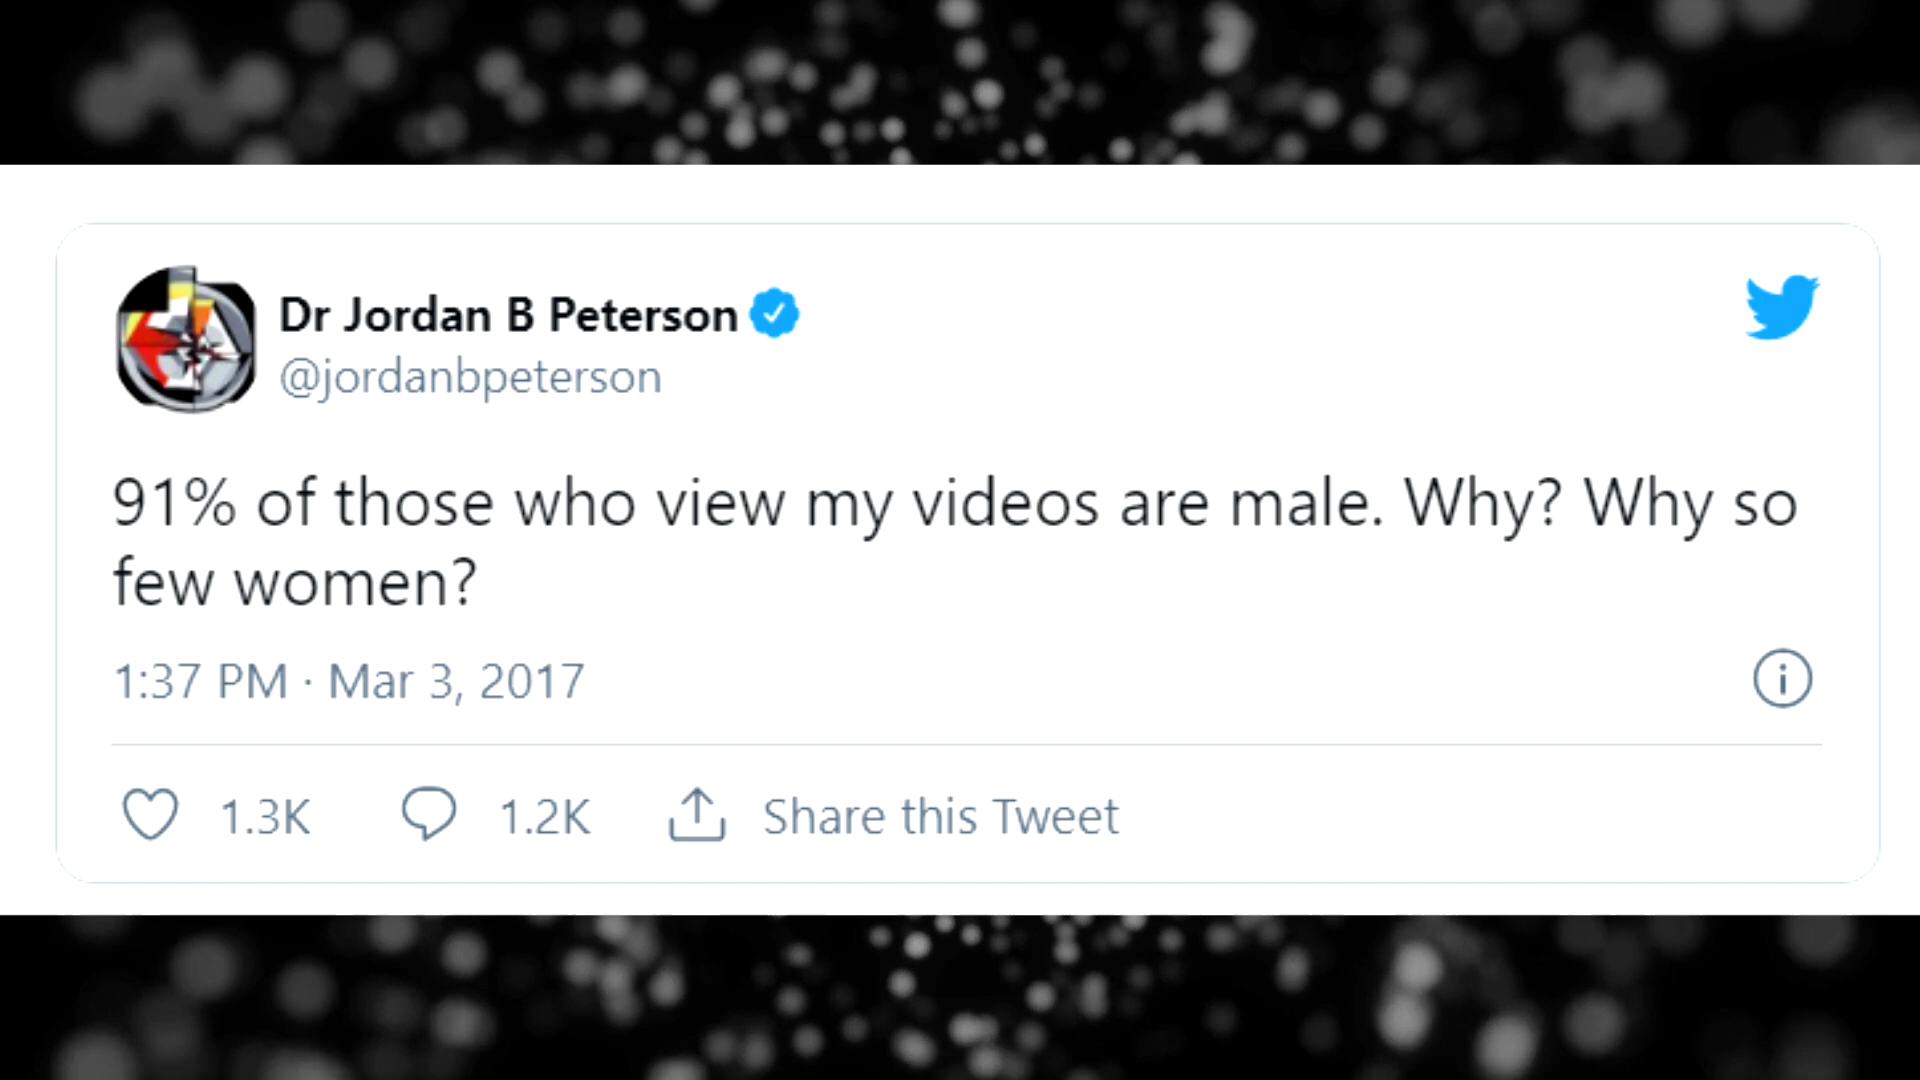 Dr Jordan B Peterson
@jordanbpeterson
91% of those who view my videos are male. Why? Why so
few women?
1:37 PM · Mar 3, 2017
1.3K 1.2K Share this Tweet